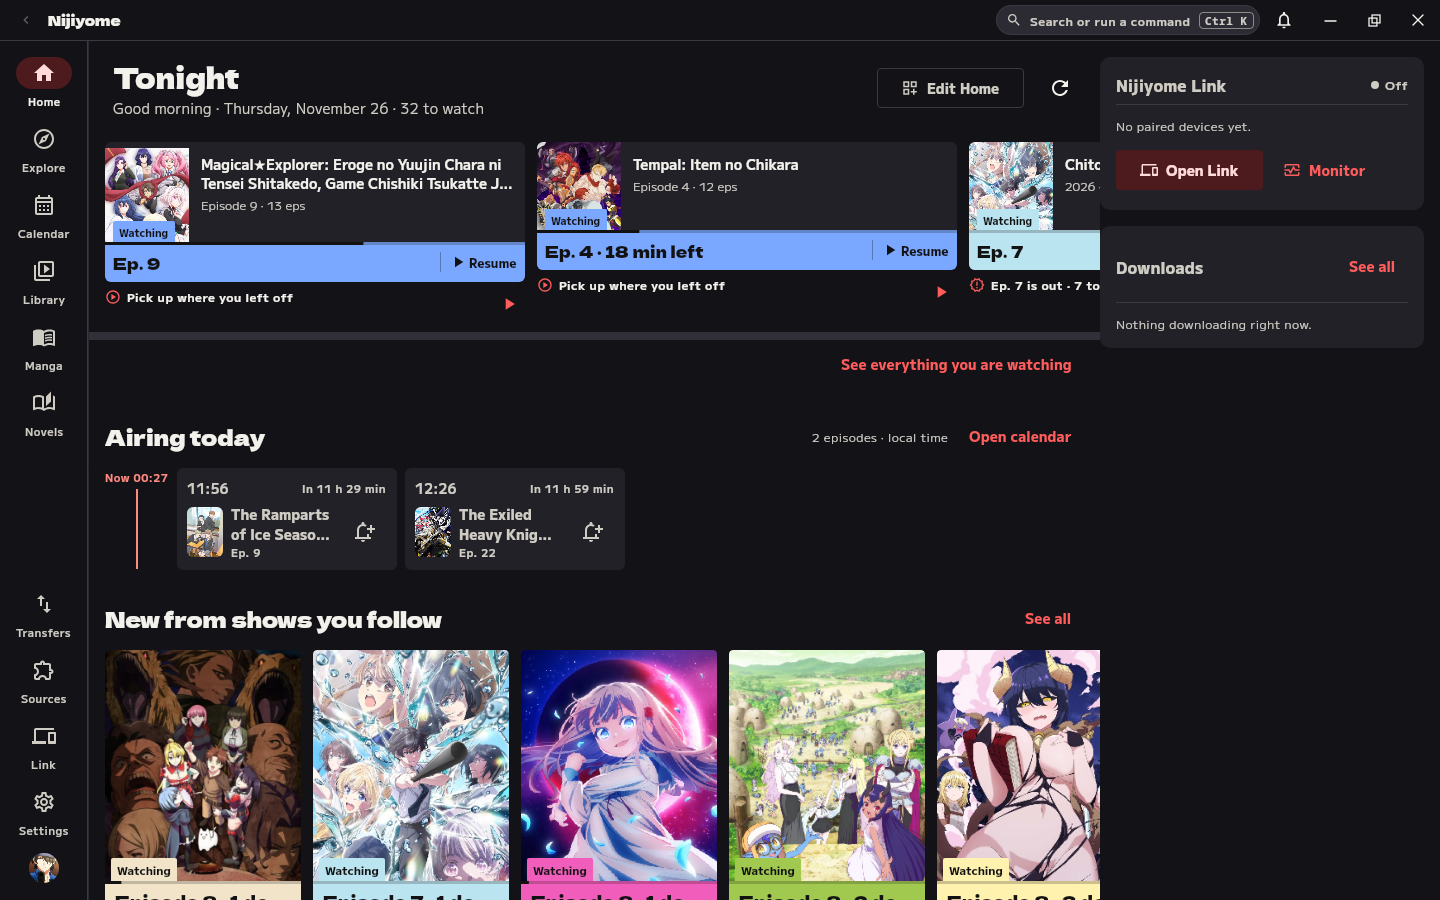 Nijiyome
Search or run a command
Ctrl K
Home
Explore
Calendar
Library
Manga
Novels
Transfers
Sources
Link
Settings
Tonight
Good morning · Thursday, November 26 · 32 to watch
Edit Home
Magical★Explorer: Eroge no Yuujin Chara ni
Tensei Shitakedo, Game Chishiki Tsukatte J...
Episode 9 · 13 eps
Watching
Ep. 9
Resume
Pick up where you left off
Tempal: Item no Chikara
Episode 4 · 12 eps
Watching
Ep. 4 · 18 min left
Resume
Pick up where you left off
2026 ·
Watching
Ep. 7
Ep. 7 is out · 7 to
See everything you are watching
Airing today
2 episodes · local time
Open calendar
Now 00:27
11:56
In 11 h 29 min
The Ramparts
of Ice Seaso...
Ep. 9
12:26
In 11 h 59 min
The Exiled
Heavy Knig...
Ep. 22
New from shows you follow
See all
Watching
Watching
Watching
Watching
Watching
Nijiyome Link
Off
No paired devices yet.
Open Link
Monitor
Downloads
See all
Nothing downloading right now.